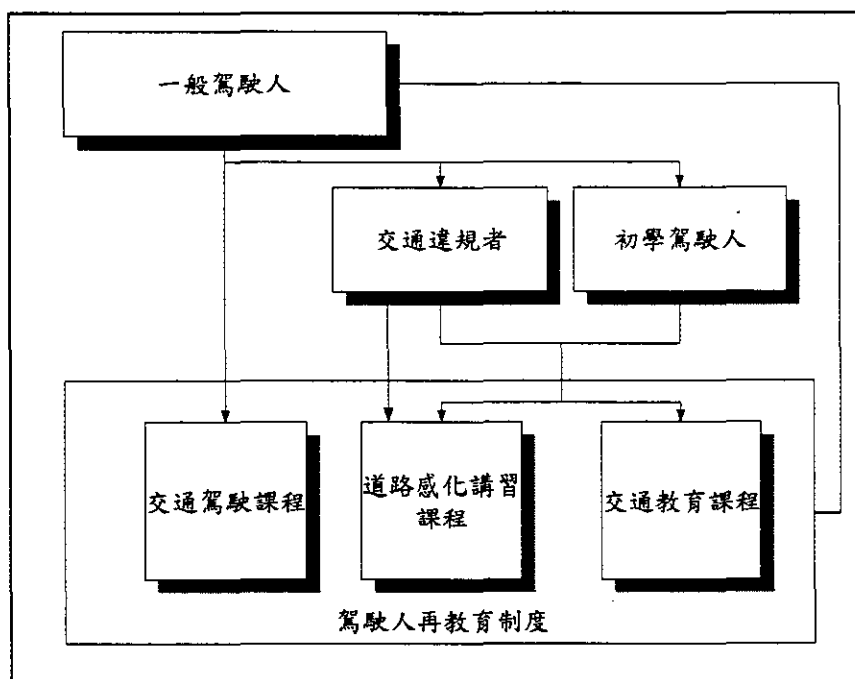 一般駕駛人
交通違規者
初學駕駛人
交通駕駛課程
道路感化講習
課程
交通教育課程
駕駛人再教育制度